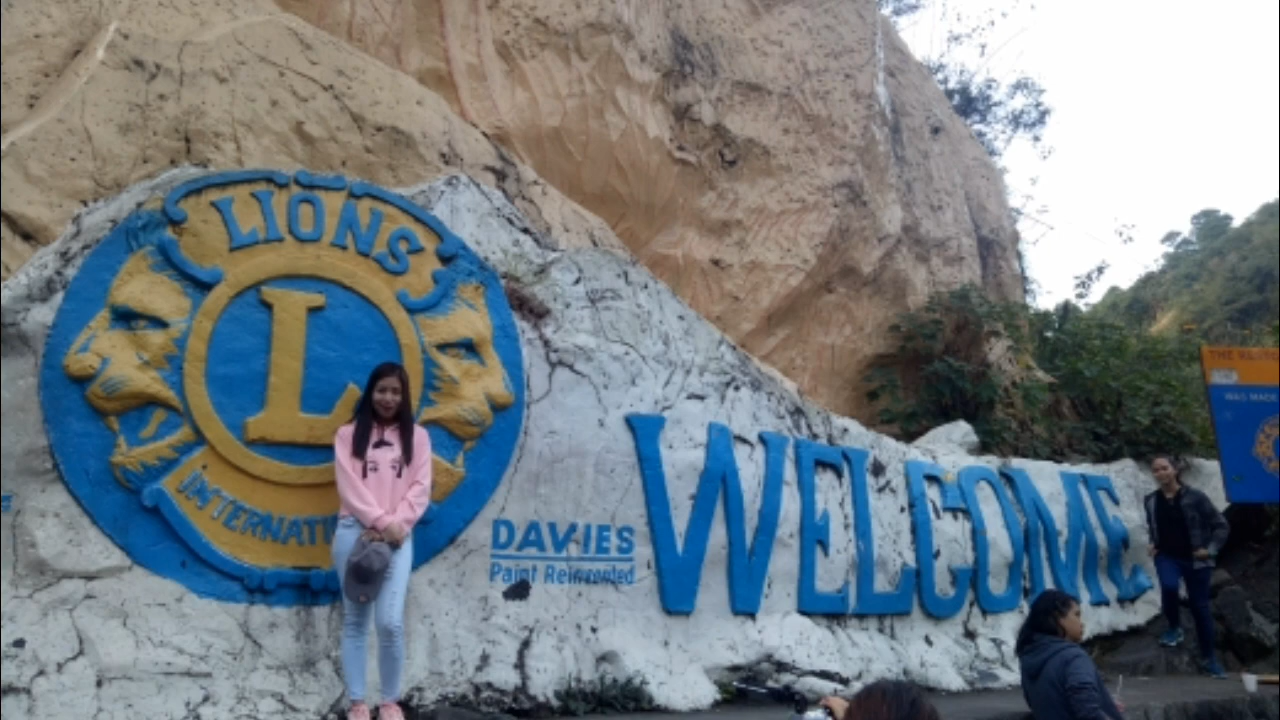 LIONS
L
INTERNATI
DAVIES
Paint Reinvented
WELCOME
THE
WAS MADE